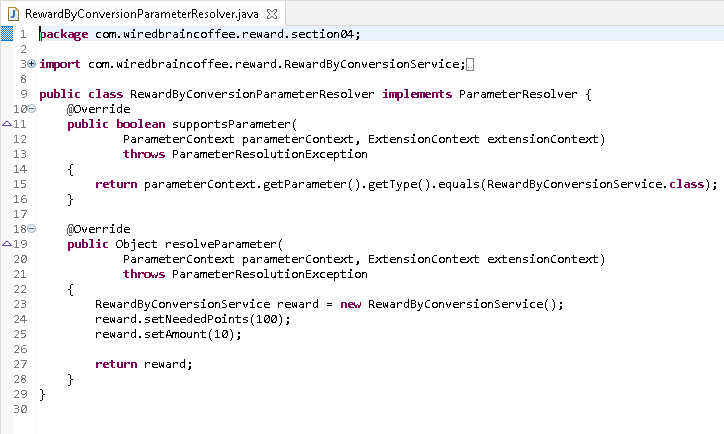 RewardByConversionParameterResolver.java
1 package com.wiredbraincoffee.reward.section04;
2
3 import com.wiredbraincoffee.reward.RewardByConversionService;
8
9 public class RewardByConversionParameterResolver implements ParameterResolver {
10 @Override
11 public boolean supportsParameter(
12 ParameterContext parameterContext, ExtensionContext extensionContext)
13 throws ParameterResolutionException
14 {
15 return parameterContext.getParameter().getType().equals(RewardByConversionService.class);
16 }
17
18 @Override
19 public Object resolveParameter(
20 ParameterContext parameterContext, ExtensionContext extensionContext)
21 throws ParameterResolutionException
22 {
23 RewardByConversionService reward = new RewardByConversionService();
24 reward.setNeededPoints(100);
25 reward.setAmount(10);
26
27 return reward;
28 }
29 }
30